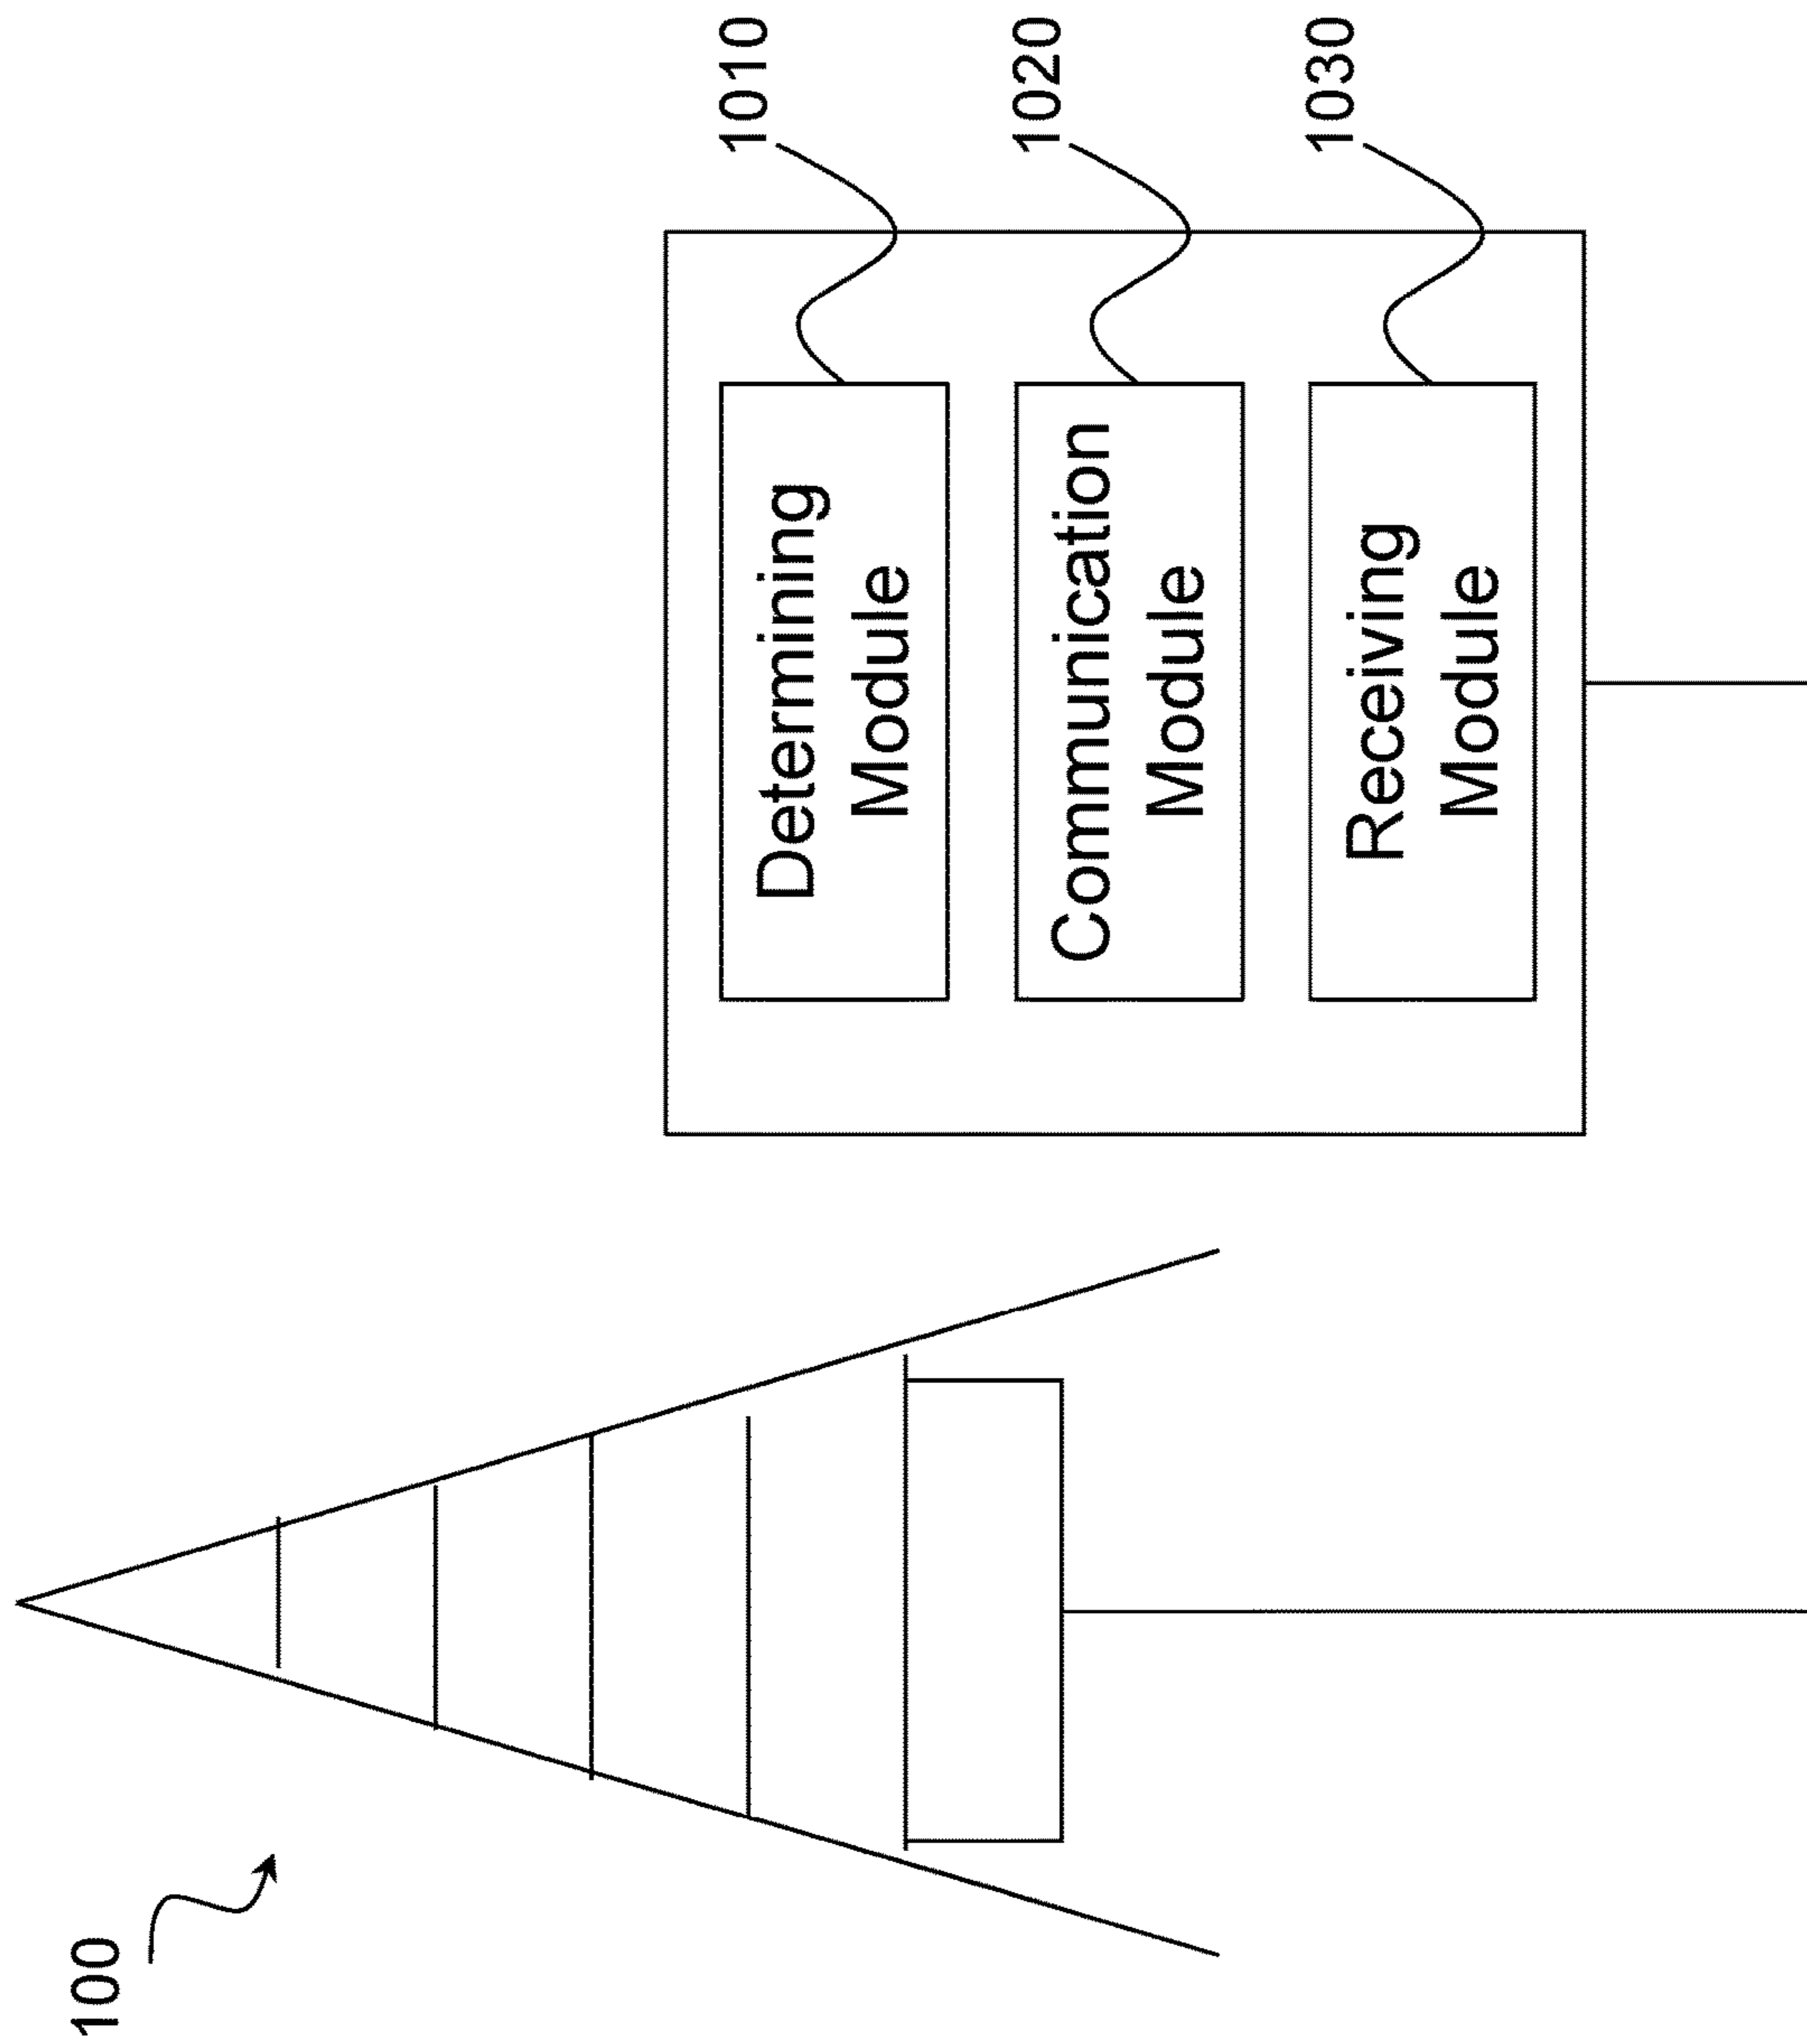 100
Determining
Module
1010
Communication
Module
1020
Receiving
Module
1030